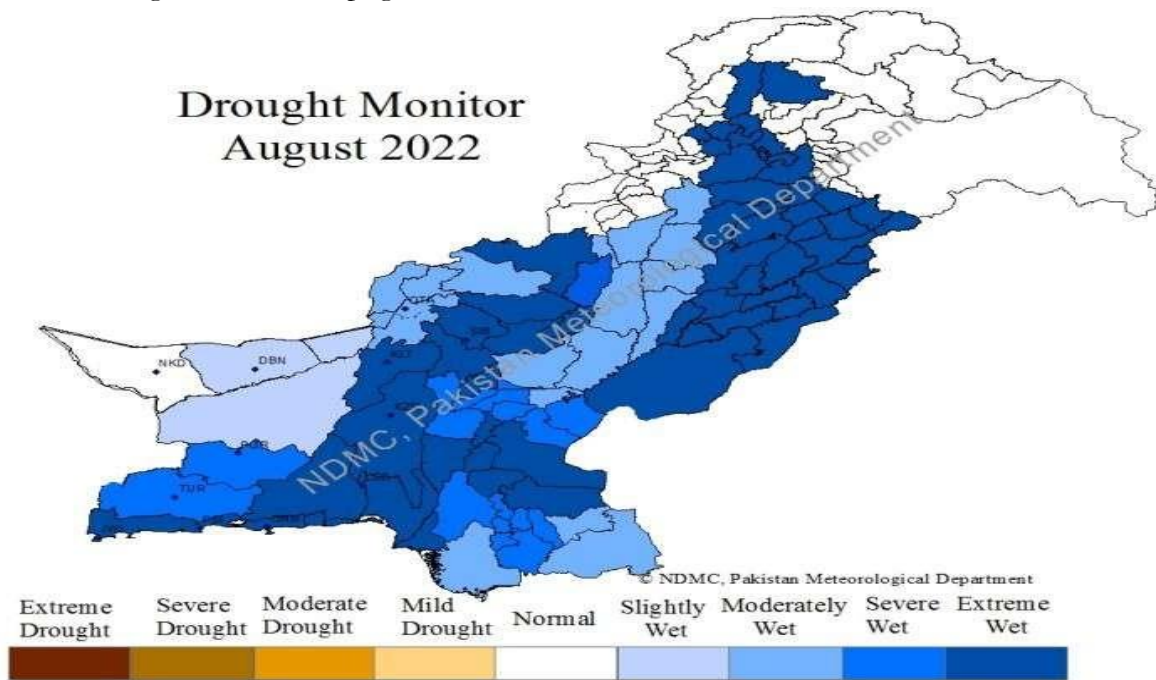 Drought Monitor
August 2022
NDMC, Pakistan Meteorological Department
NKD
DBN
TUR
© NDMC, Pakistan Meteorological Department
Extreme Drought
Severe Drought
Moderate Drought
Mild Drought
Normal
Slightly Wet
Moderately Wet
Severe Wet
Extreme Wet